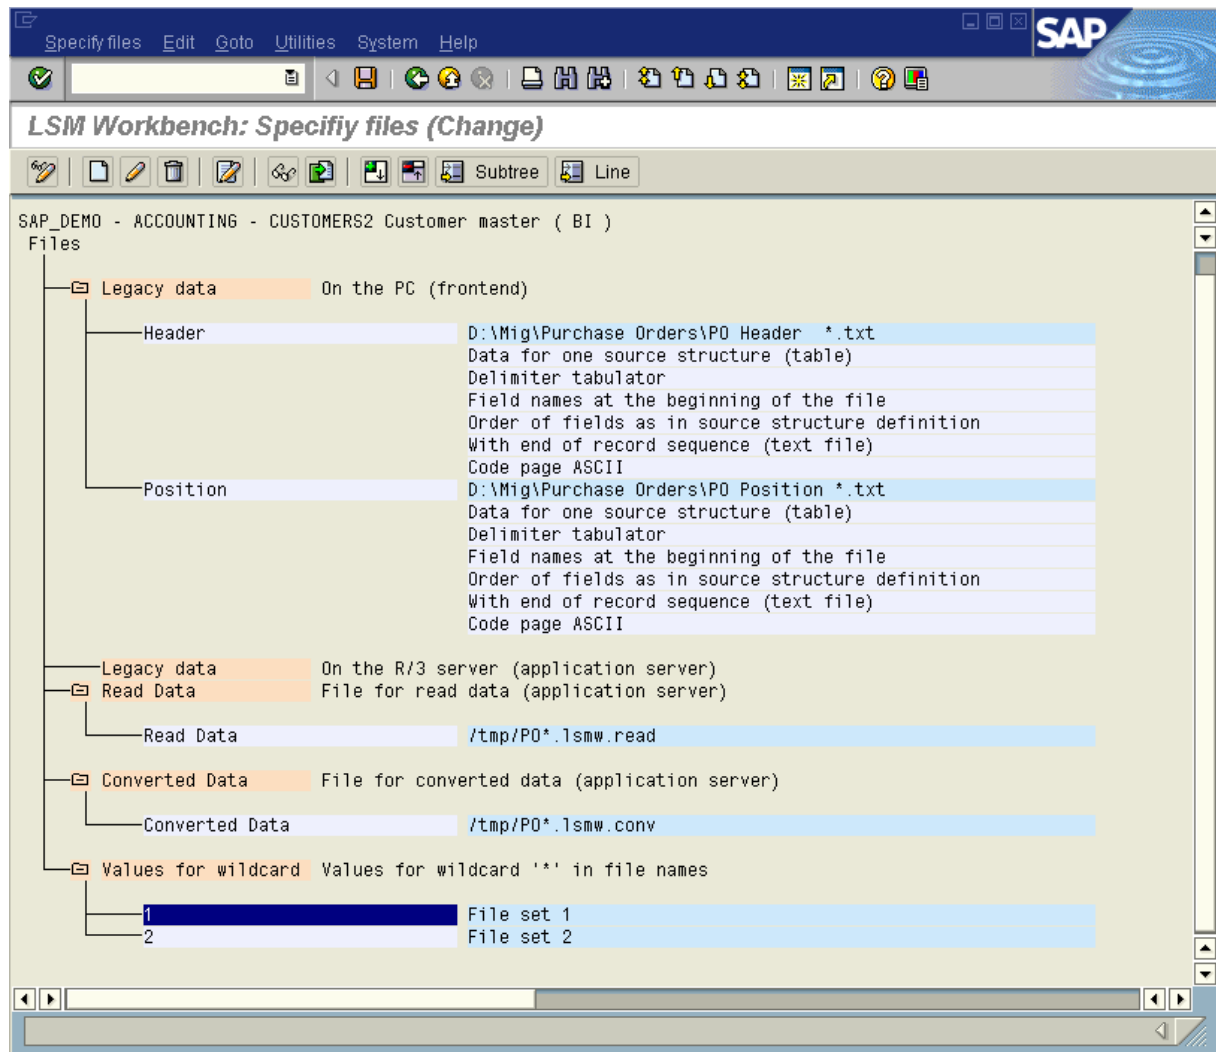 Specify files Edit Goto Utilities System Help
SAP
LSM Workbench: Specifiy files (Change)
Subtree Line
SAP_DEMO - ACCOUNTING - CUSTOMERS2 Customer master ( BI )
Files
Legacy data On the PC (frontend)
Header D:\Mig\Purchase Orders\PO Header *.txt
Data for one source structure (table)
Delimiter tabulator
Field names at the beginning of the file
Order of fields as in source structure definition
With end of record sequence (text file)
Code page ASCII
Position D:\Mig\Purchase Orders\PO Position *.txt
Data for one source structure (table)
Delimiter tabulator
Field names at the beginning of the file
Order of fields as in source structure definition
With end of record sequence (text file)
Code page ASCII
Legacy data On the R/3 server (application server)
Read Data File for read data (application server)
Read Data /tmp/PO*.lsmw.read
Converted Data File for converted data (application server)
Converted Data /tmp/PO*.lsmw.conv
Values for wildcard Values for wildcard '*' in file names
1 File set 1
2 File set 2